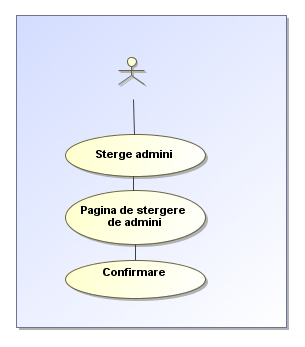 Sterge admini
Pagina de stergere
de admini
Confirmare